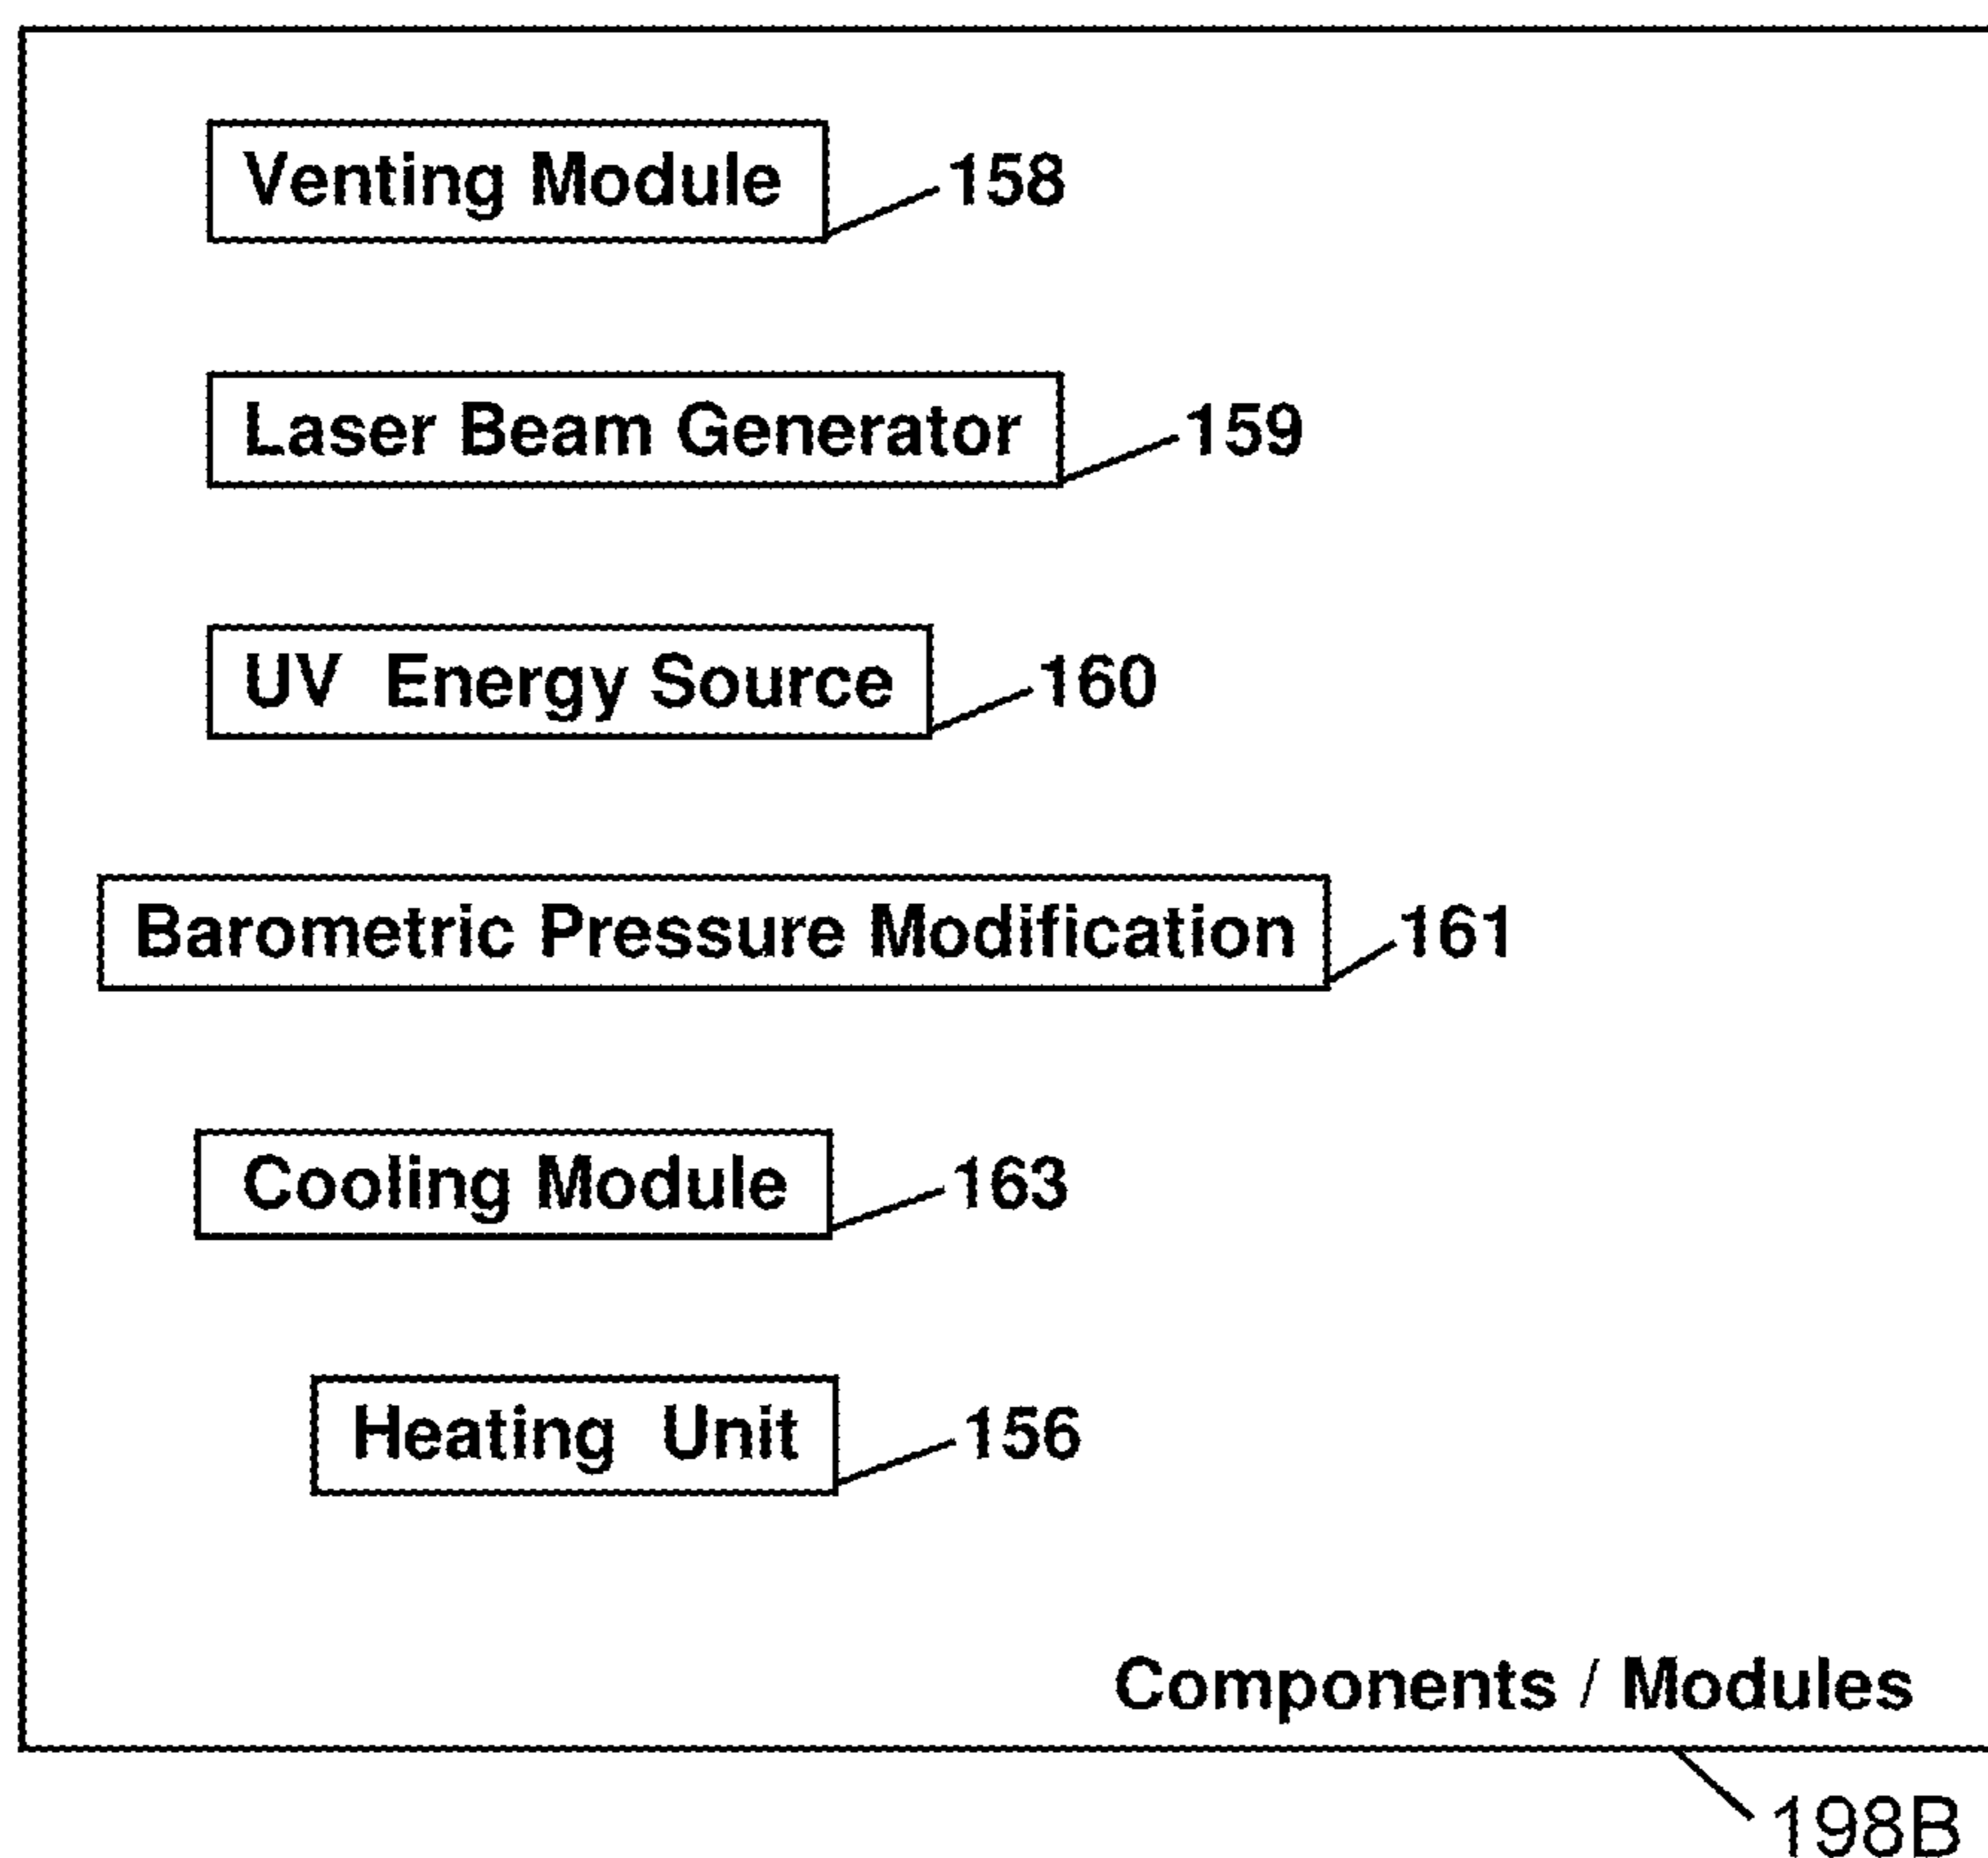 Venting Module 158
Laser Beam Generator 159
UV Energy Source 160
Barometric Pressure Modification 161
Cooling Module 163
Heating Unit 156
Components / Modules
198B